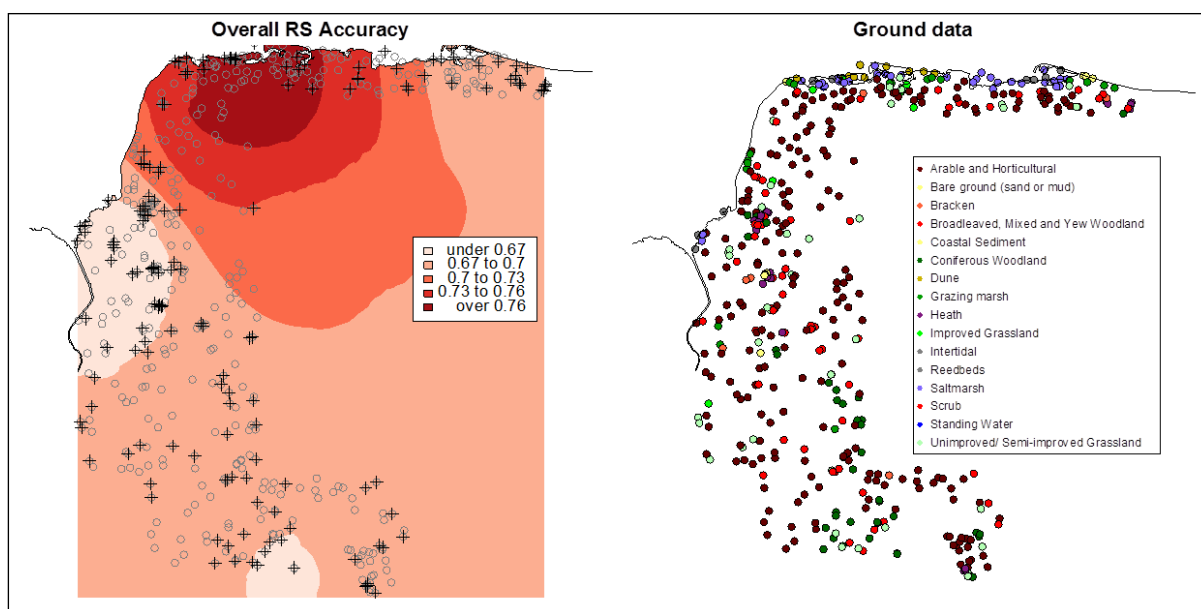 Overall RS Accuracy
under 0.67
0.67 to 0.7
0.7 to 0.73
0.73 to 0.76
over 0.76
Ground data
Arable and Horticultural
Bare ground (sand or mud)
Bracken
Broadleaved, Mixed and Yew Woodland
Coastal Sediment
Coniferous Woodland
Dune
Grazing marsh
Heath
Improved Grassland
Intertidal
Reedbeds
Saltmarsh
Scrub
Standing Water
Unimproved/ Semi-improved Grassland